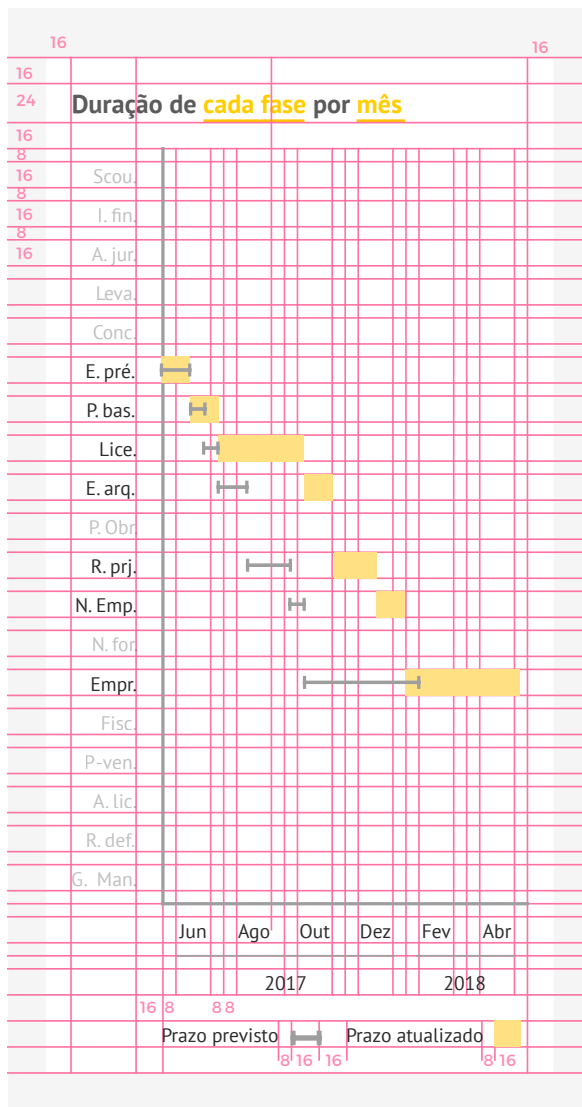 16 16
16
24 Duração de cada fase por mês
16
8
16 Scou.
8
16 I. fin.
8
16 A. jur.
Leva.
Conc.
E. pré.
P. bas.
Lice.
E. arq.
P. Obr
R. prj.
N. Emp.
N. for
Empr.
Fisc.
P-ven.
A. lic.
R. def.
G. Man.
Jun Ago Out Dez Fev Abr
2017 2018
16 8 8 8
Prazo previsto Prazo atualizado
8 16 16 8 16